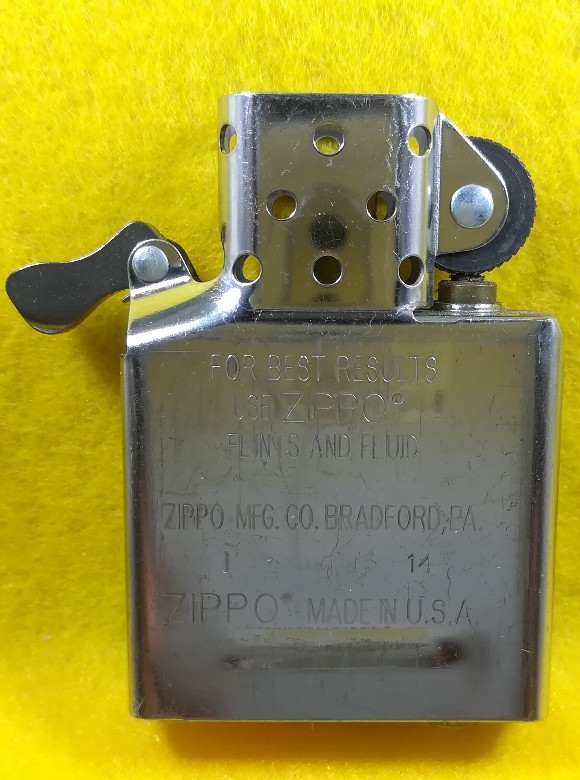 FOR BEST RESULTS
USE ZIPPO®
FLINTS AND FLUID
ZIPPO MFG. CO. BRADFORD, PA.
I 14
ZIPPO® MADE IN U.S.A.